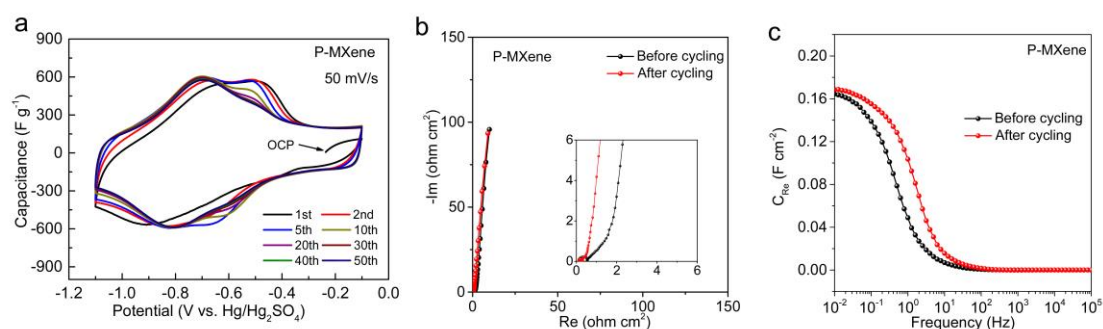 a
P-MXene
50 mV/s
OCP
1st 2nd
5th 10th
20th 30th
40th 50th
900
600
300
0
-300
-600
-900
Capacitance (F g⁻¹)
-1.2 -1.0 -0.8 -0.6 -0.4 -0.2 0.0
Potential (V vs. Hg/Hg₂SO₄)
b
P-MXene
Before cycling
After cycling
150
100
50
0
-Im (ohm cm²)
6
4
2
0
0 2 4 6
0 50 100 150
Re (ohm cm²)
c
P-MXene
Before cycling
After cycling
0.20
0.16
0.12
0.08
0.04
0.00
C_Re (F cm⁻²)
10⁻² 10⁻¹ 10⁰ 10¹ 10² 10³ 10⁴ 10⁵
Frequency (Hz)